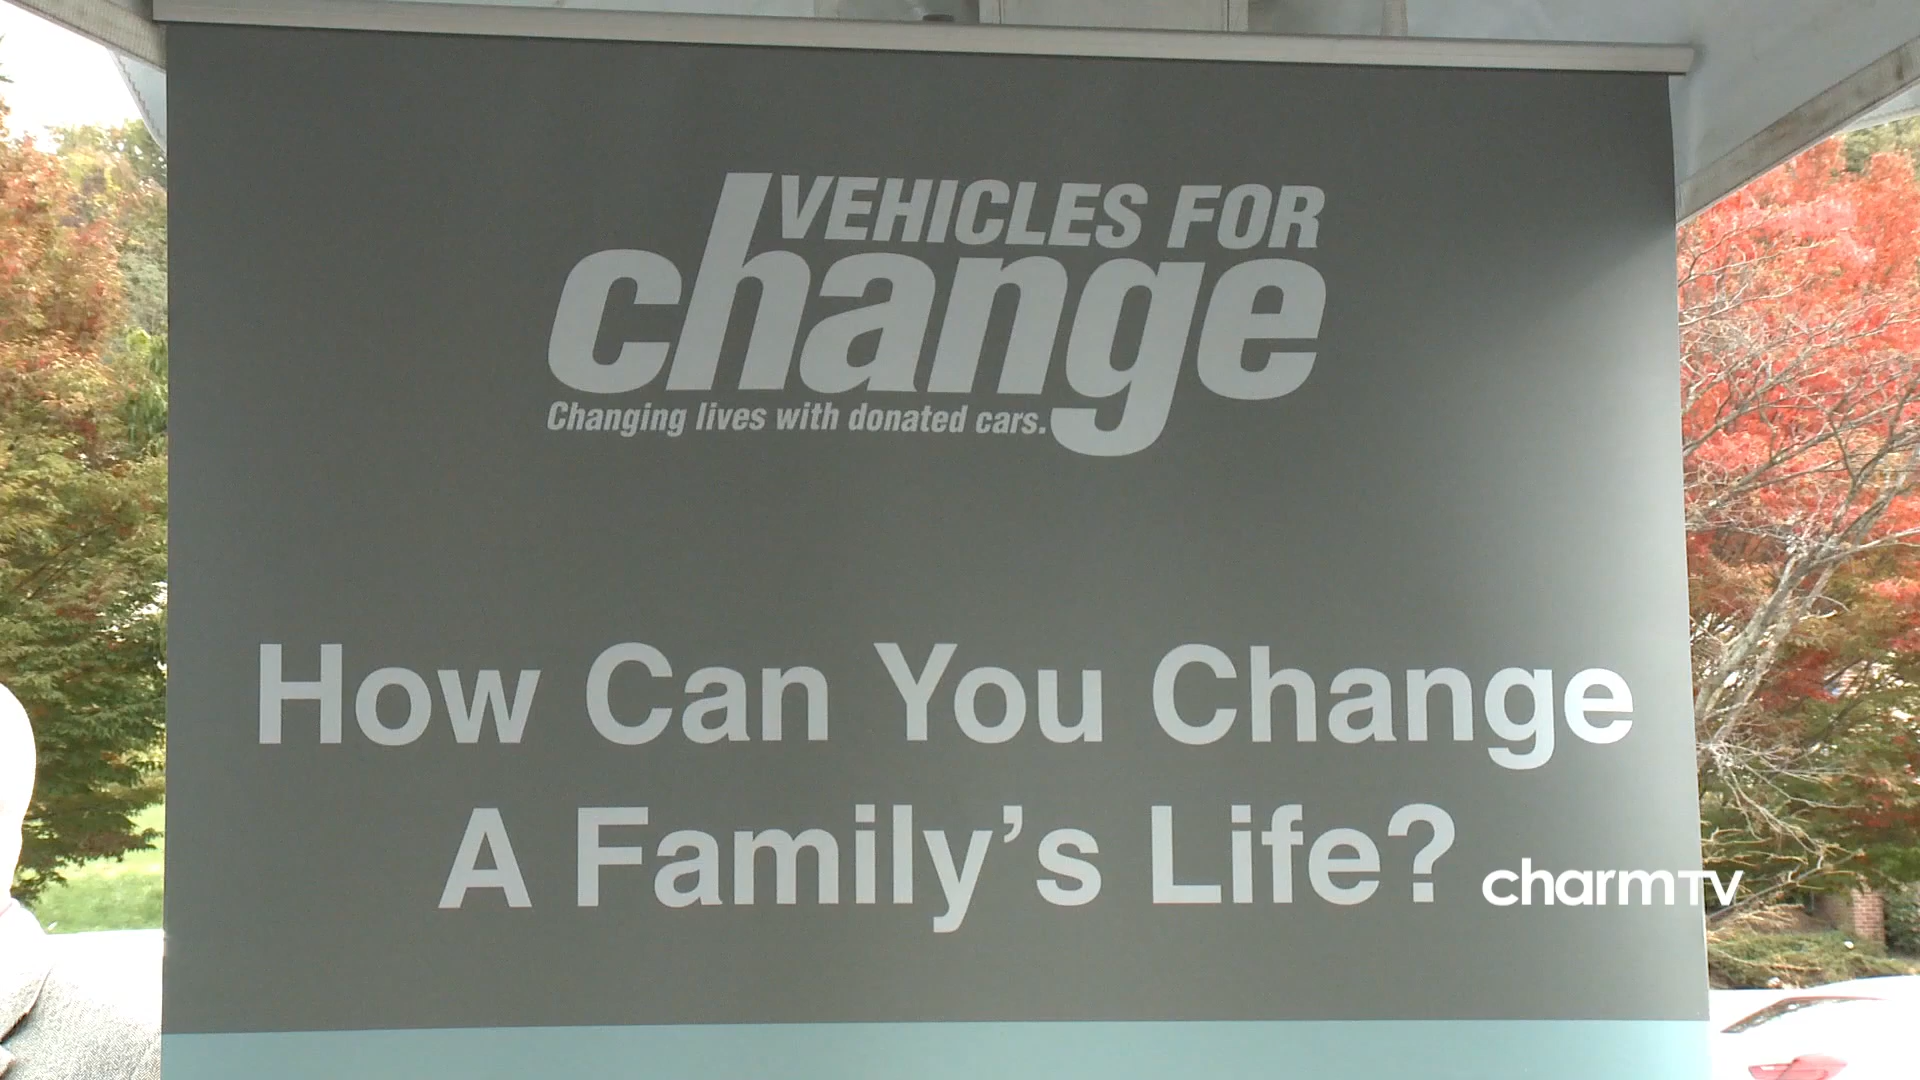 VEHICLES FOR
change
Changing lives with donated cars.
How Can You Change
A Family's Life?
charmTV